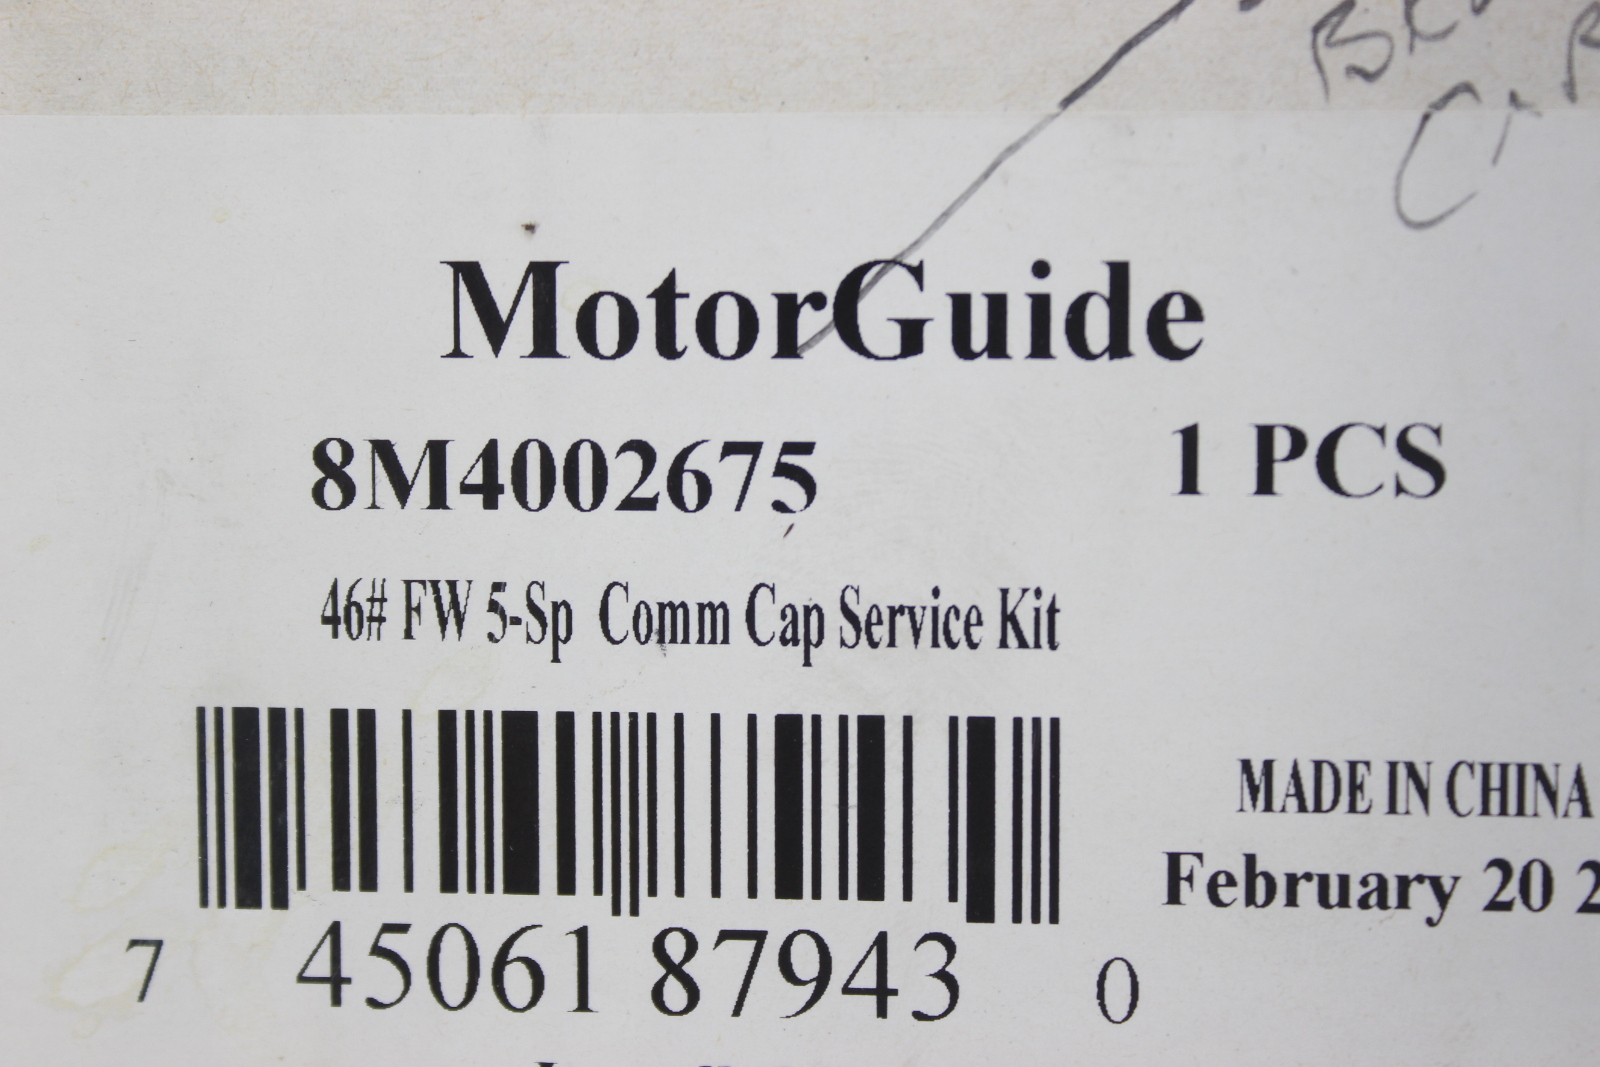 MotorGuide
8M4002675 1 PCS
46# FW 5-Sp Comm Cap Service Kit
MADE IN CHINA
February 20
7 45061 87943 0